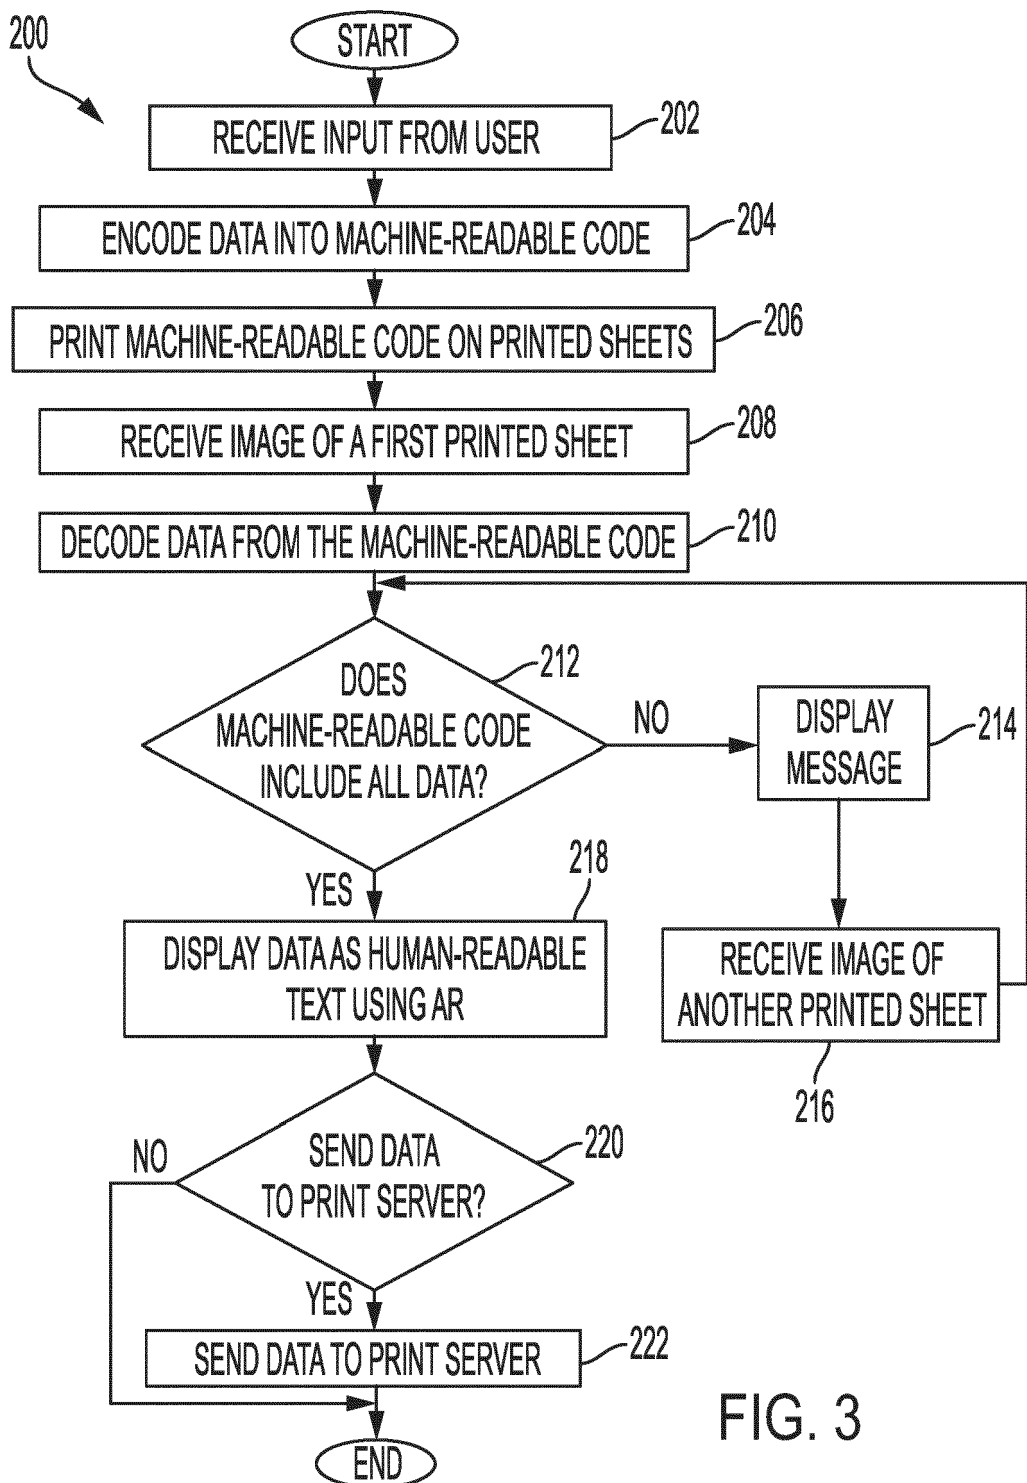 200
START
RECEIVE INPUT FROM USER
202
ENCODE DATA INTO MACHINE-READABLE CODE
204
PRINT MACHINE-READABLE CODE ON PRINTED SHEETS
206
RECEIVE IMAGE OF A FIRST PRINTED SHEET
208
DECODE DATA FROM THE MACHINE-READABLE CODE
210
DOES
MACHINE-READABLE CODE
INCLUDE ALL DATA?
212
NO
DISPLAY
MESSAGE
214
YES
218
DISPLAY DATA AS HUMAN-READABLE
TEXT USING AR
RECEIVE IMAGE OF
ANOTHER PRINTED SHEET
216
SEND DATA
TO PRINT SERVER?
220
NO
YES
SEND DATA TO PRINT SERVER
222
END
FIG. 3